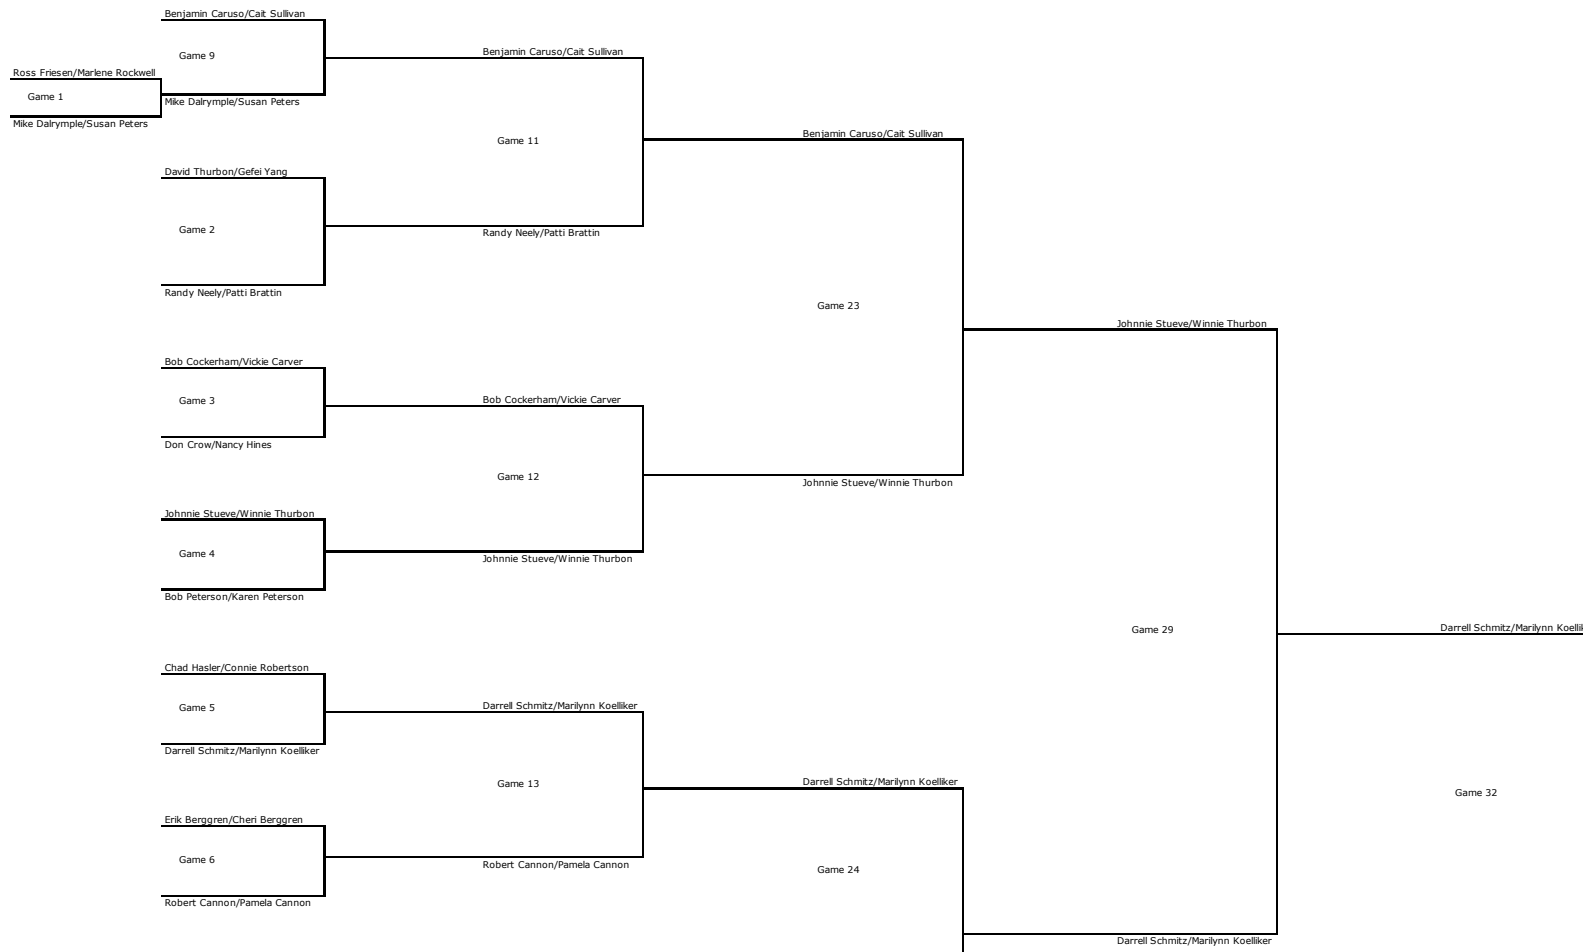 Benjamin Caruso/Cait Sullivan
Game 9
Benjamin Caruso/Cait Sullivan
Ross Friesen/Marlene Rockwell
Game 1
Mike Dalrymple/Susan Peters
Mike Dalrymple/Susan Peters
Benjamin Caruso/Cait Sullivan
Game 11
David Thurbon/Gefei Yang
Game 2
Randy Neely/Patti Brattin
Randy Neely/Patti Brattin
Game 23
Johnnie Stueve/Winnie Thurbon
Bob Cockerham/Vickie Carver
Game 3
Bob Cockerham/Vickie Carver
Don Crow/Nancy Hines
Game 12
Johnnie Stueve/Winnie Thurbon
Johnnie Stueve/Winnie Thurbon
Game 4
Johnnie Stueve/Winnie Thurbon
Bob Peterson/Karen Peterson
Game 29
Darrell Schmitz/Marilynn Koellik
Chad Hasler/Connie Robertson
Game 5
Darrell Schmitz/Marilynn Koelliker
Darrell Schmitz/Marilynn Koelliker
Game 13
Darrell Schmitz/Marilynn Koelliker
Game 32
Erik Berggren/Cheri Berggren
Game 6
Robert Cannon/Pamela Cannon
Game 24
Robert Cannon/Pamela Cannon
Darrell Schmitz/Marilynn Koelliker